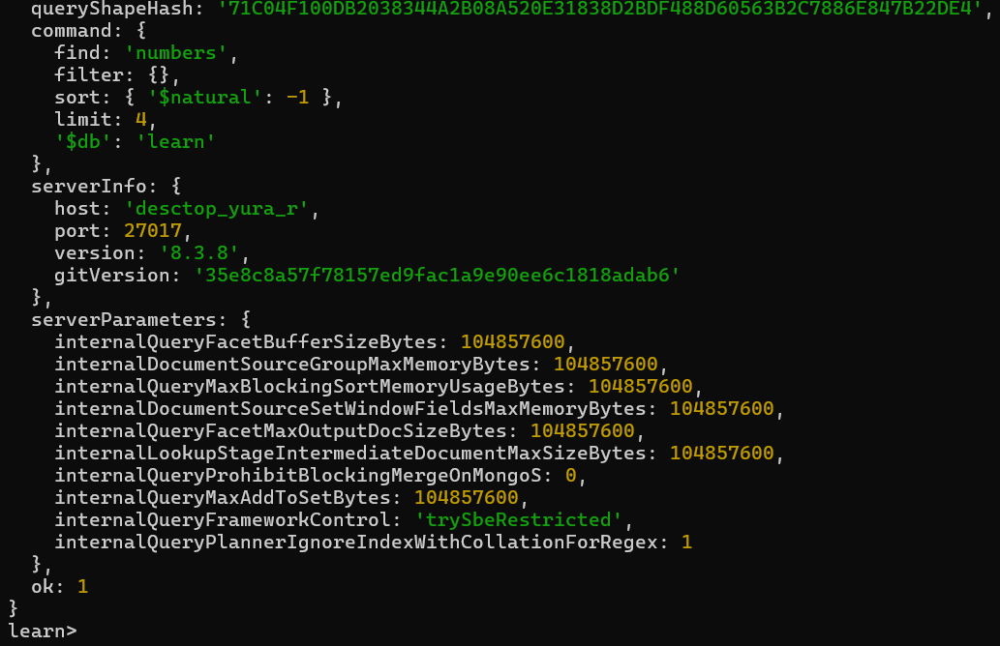 queryShapeHash: '71C04F100DB2038344A2B08A520E31838D2BDF488D60563B2C7886E847B22DE4',
command: {
find: 'numbers',
filter: {},
sort: { '$natural': -1 },
limit: 4,
'$db': 'learn'
},
serverInfo: {
host: 'desctop_yura_r',
port: 27017,
version: '8.3.8',
gitVersion: '35e8c8a57f78157ed9fac1a9e90ee6c1818adab6'
},
serverParameters: {
internalQueryFacetBufferSizeBytes: 104857600,
internalDocumentSourceGroupMaxMemoryBytes: 104857600,
internalQueryMaxBlockingSortMemoryUsageBytes: 104857600,
internalDocumentSourceSetWindowFieldsMaxMemoryBytes: 104857600,
internalQueryFacetMaxOutputDocSizeBytes: 104857600,
internalLookupStageIntermediateDocumentMaxSizeBytes: 104857600,
internalQueryProhibitBlockingMergeOnMongoS: 0,
internalQueryMaxAddToSetBytes: 104857600,
internalQueryFrameworkControl: 'trySbeRestricted',
internalQueryPlannerIgnoreIndexWithCollationForRegex: 1
},
ok: 1
}
learn>